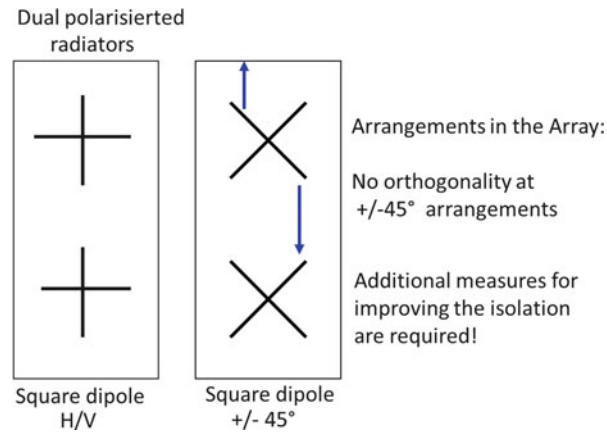 Dual polarisierted
radiators
Arrangements in the Array:
No orthogonality at
+/-45° arrangements
Additional measures for
improving the isolation
are required!
Square dipole
H/V
Square dipole
+/- 45°